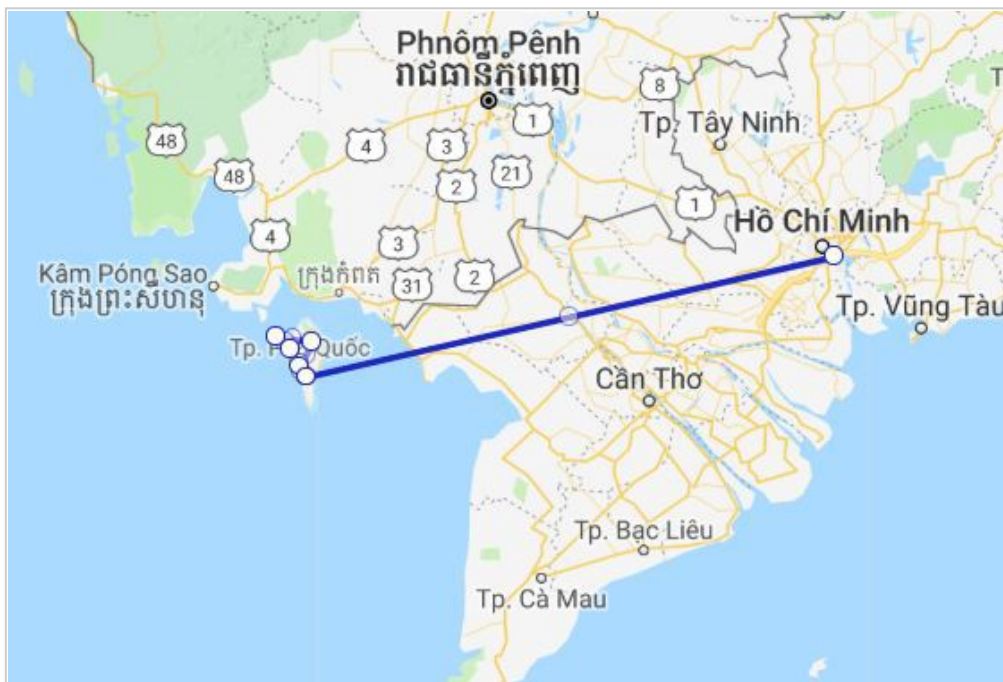 Phnôm Pênh
រាជធានីភ្នំពេញ
8
Tp. Tây Ninh
48
4
3
1
48
2
21
1
4
Hồ Chí Minh
3
Kâm Póng Sao
ក្រុងព្រះសីហនុ
ក្រុងកំពត
31
2
Tp. Vũng Tàu
Tp. Quốc
Cần Thơ
Tp. Bạc Liêu
Tp. Cà Mau